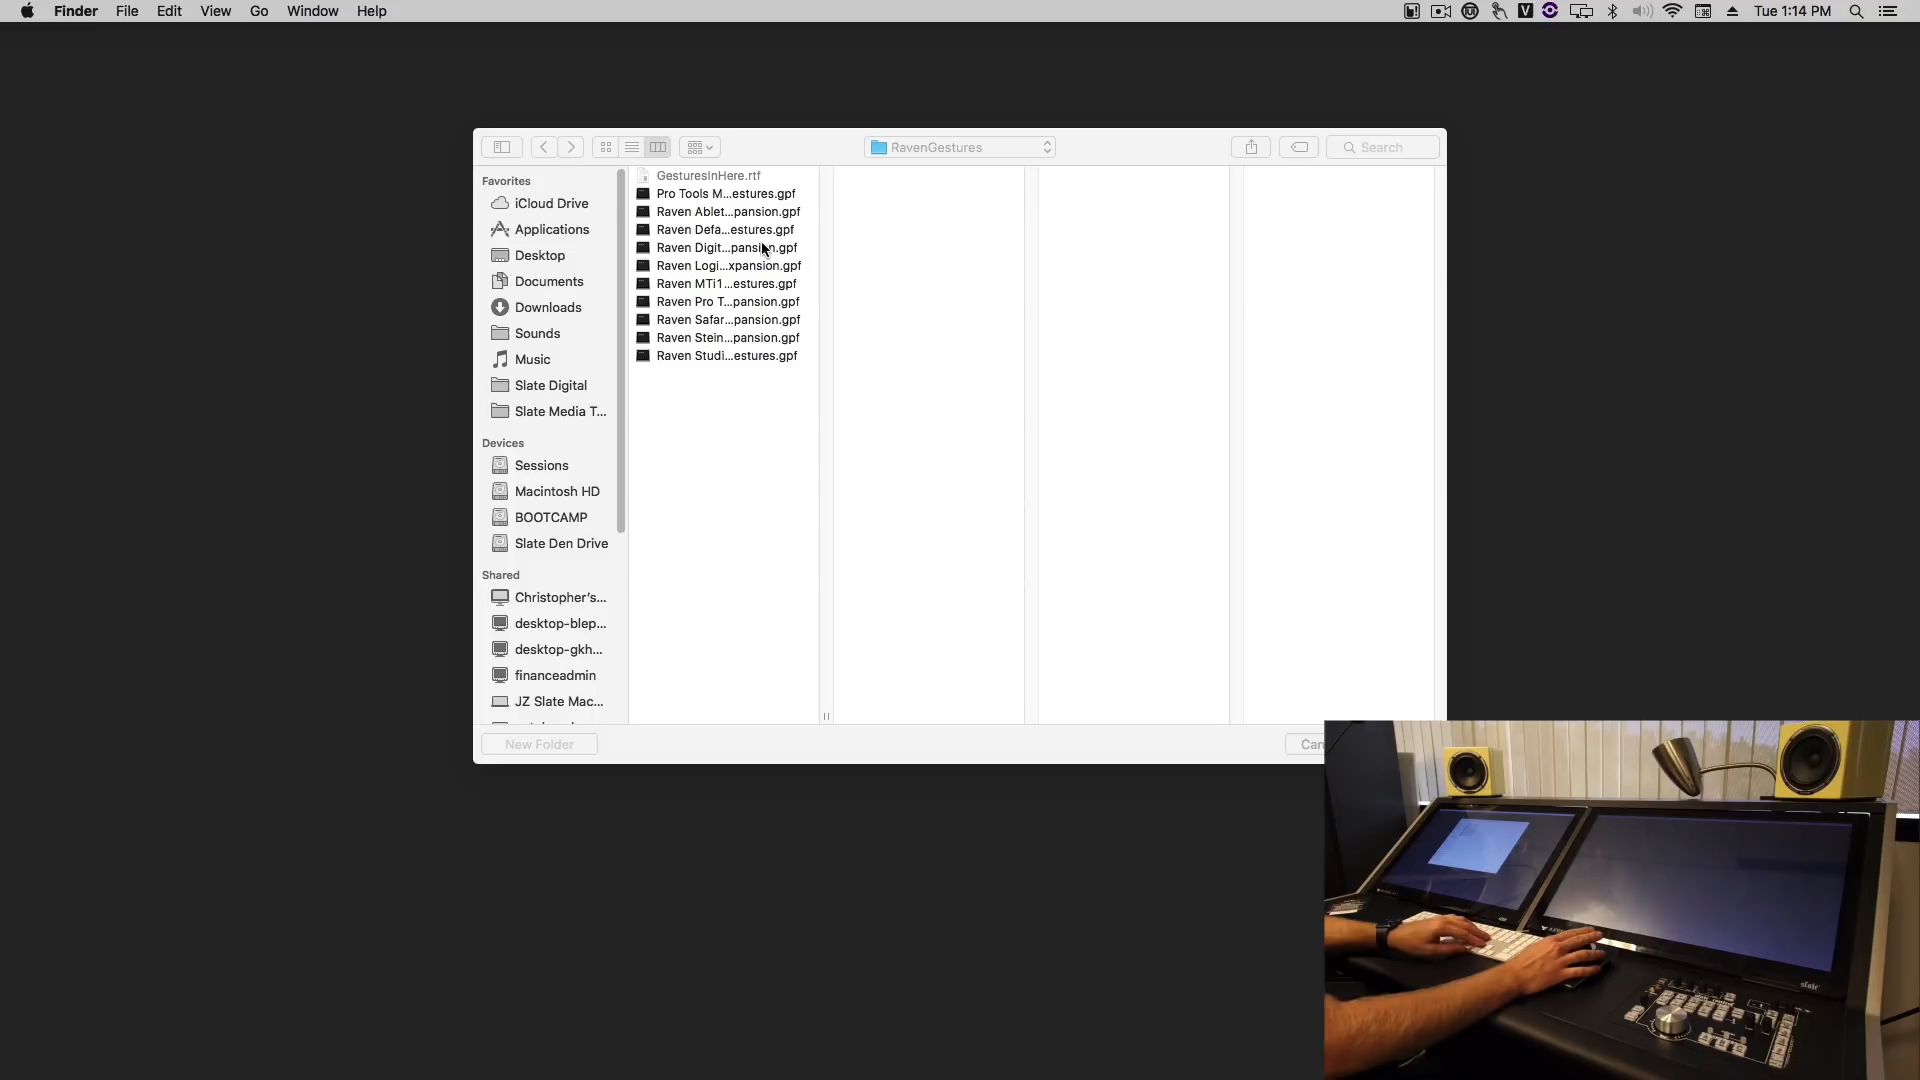 Finder File Edit View Go Window Help
Tue 1:14 PM
RavenGestures
Search
Favorites
iCloud Drive
Applications
Desktop
Documents
Downloads
Sounds
Music
Slate Digital
Slate Media T...
Devices
Sessions
Macintosh HD
BOOTCAMP
Slate Den Drive
Shared
Christopher's...
desktop-blep...
desktop-gkh...
financeadmin
JZ Slate Mac...
GesturesInHere.rtf
Pro Tools M...estures.gpf
Raven Ablet...pansion.gpf
Raven Defa...estures.gpf
Raven Digit...pansion.gpf
Raven Logi...xpansion.gpf
Raven MTi1...estures.gpf
Raven Pro T...pansion.gpf
Raven Safar...pansion.gpf
Raven Stein...pansion.gpf
Raven Studi...estures.gpf
New Folder
Can
slate